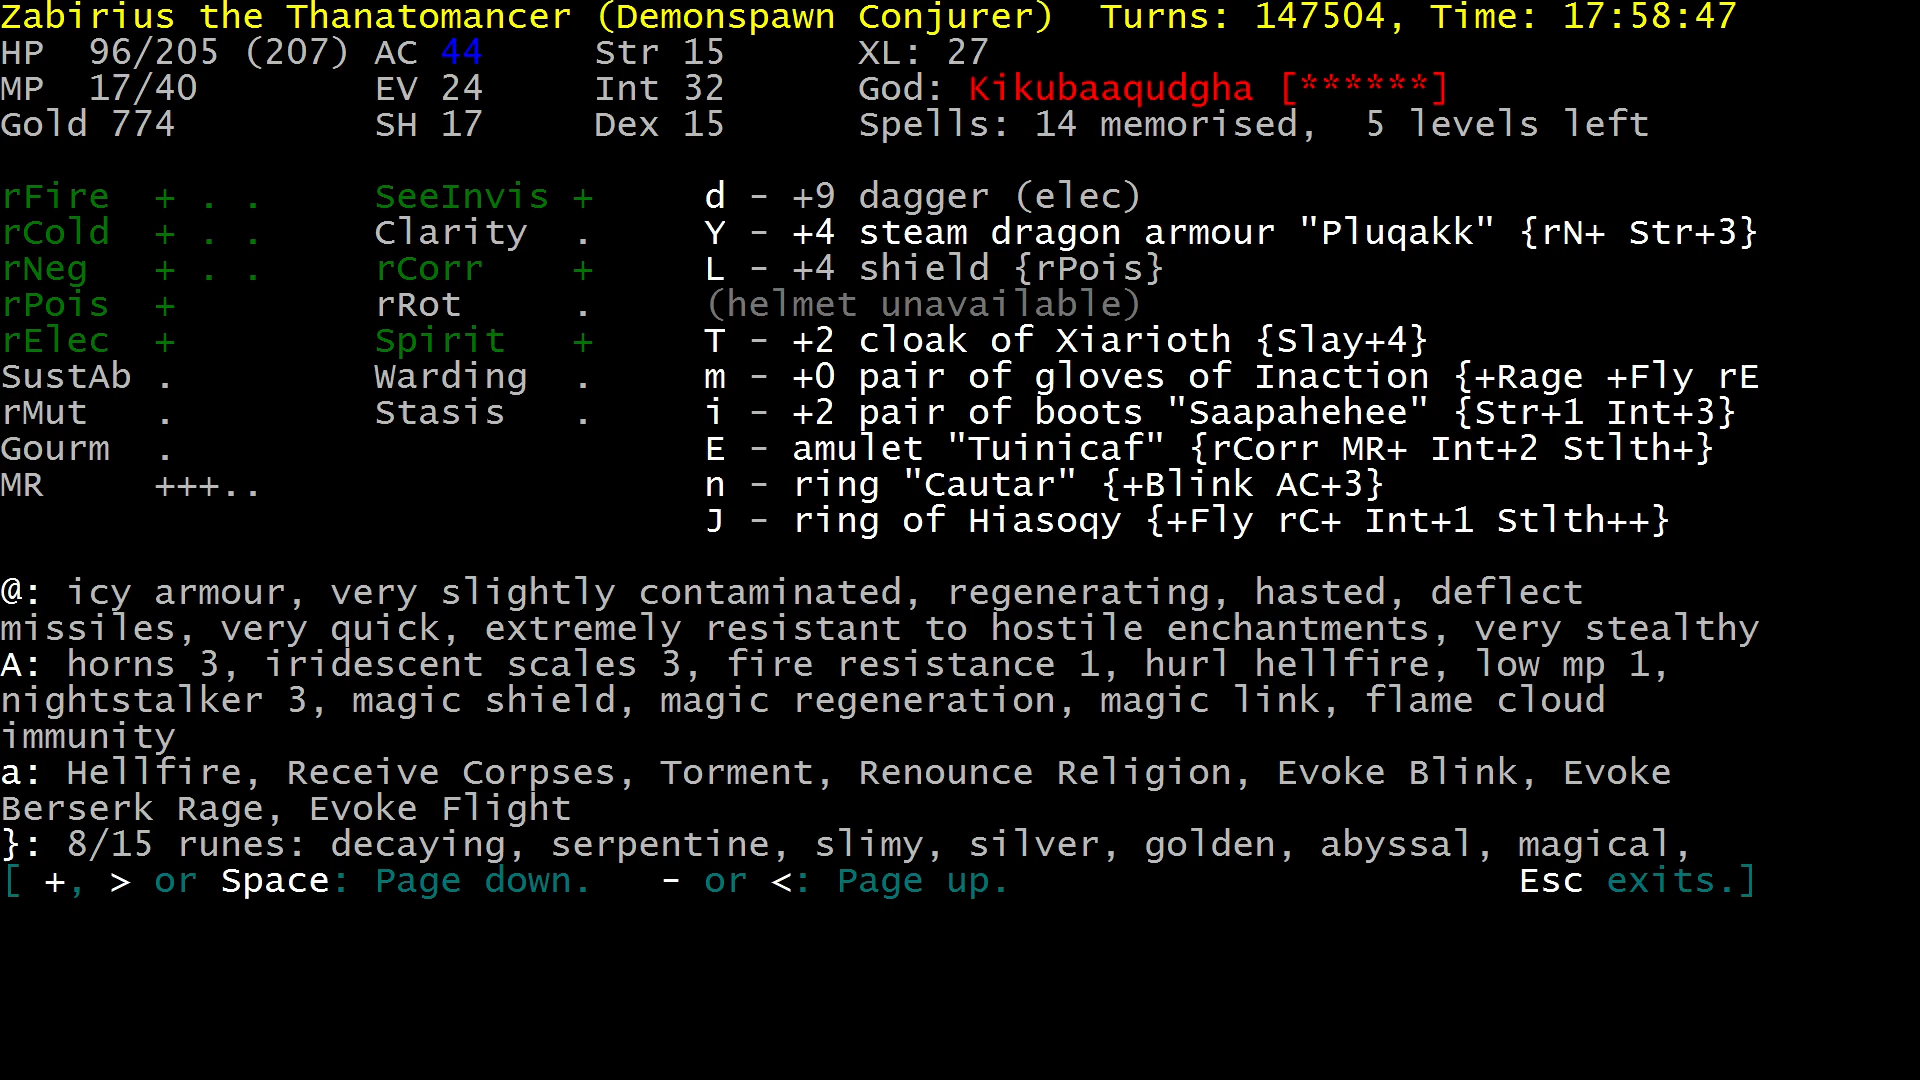 Zabirius the Thanatomancer (Demonspawn Conjurer)  Turns: 147504, Time: 17:58:47
HP  96/205 (207) AC 44     Str 15      XL: 27
MP  17/40        EV 24     Int 32      God: Kikubaaqudgha [******]
Gold 774         SH 17     Dex 15      Spells: 14 memorised,  5 levels left
rFire  + . .     SeeInvis +     d - +9 dagger (elec)
rCold  + . .     Clarity  .     Y - +4 steam dragon armour "Pluqakk" {rN+ Str+3}
rNeg   + . .     rCorr    +     L - +4 shield {rPois}
rPois  +         rRot     .     (helmet unavailable)
rElec  +         Spirit   +     T - +2 cloak of Xiarioth {Slay+4}
SustAb .         Warding  .     m - +0 pair of gloves of Inaction {+Rage +Fly rE
rMut   .         Stasis   .     i - +2 pair of boots "Saapahehee" {Str+1 Int+3}
Gourm  .                        E - amulet "Tuinicaf" {rCorr MR+ Int+2 Stlth+}
MR     +++..                    n - ring "Cautar" {+Blink AC+3}
                                J - ring of Hiasoqy {+Fly rC+ Int+1 Stlth++}
@: icy armour, very slightly contaminated, regenerating, hasted, deflect
missiles, very quick, extremely resistant to hostile enchantments, very stealthy
A: horns 3, iridescent scales 3, fire resistance 1, hurl hellfire, low mp 1,
nightstalker 3, magic shield, magic regeneration, magic link, flame cloud
immunity
a: Hellfire, Receive Corpses, Torment, Renounce Religion, Evoke Blink, Evoke
Berserk Rage, Evoke Flight
}: 8/15 runes: decaying, serpentine, slimy, silver, golden, abyssal, magical,
[ +, > or Space: Page down.   - or <: Page up.                       Esc exits.]